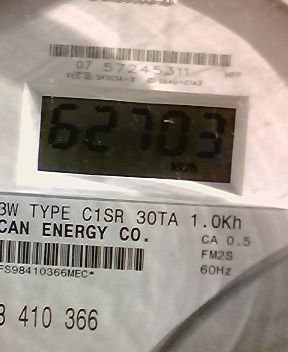 07 57245311 HPP
62703
kwh
3W TYPE C1SR 30TA 1.0Kh
CAN ENERGY CO.
CA 0.5
FM2S
60Hz
FS98410366MEC*
8 410 366